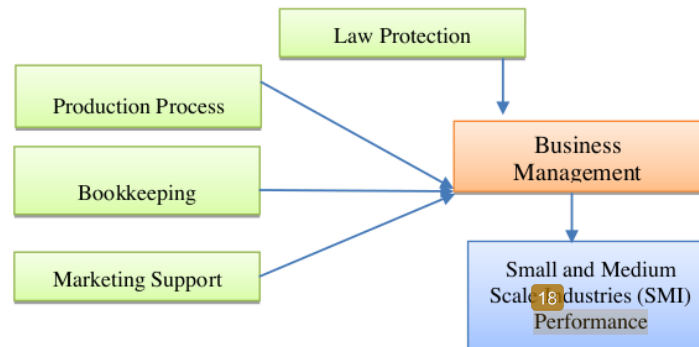 Law Protection
Production Process
Business
Management
Bookkeeping
Marketing Support
Small and Medium
Scale 18 dustries (SMI)
Performance